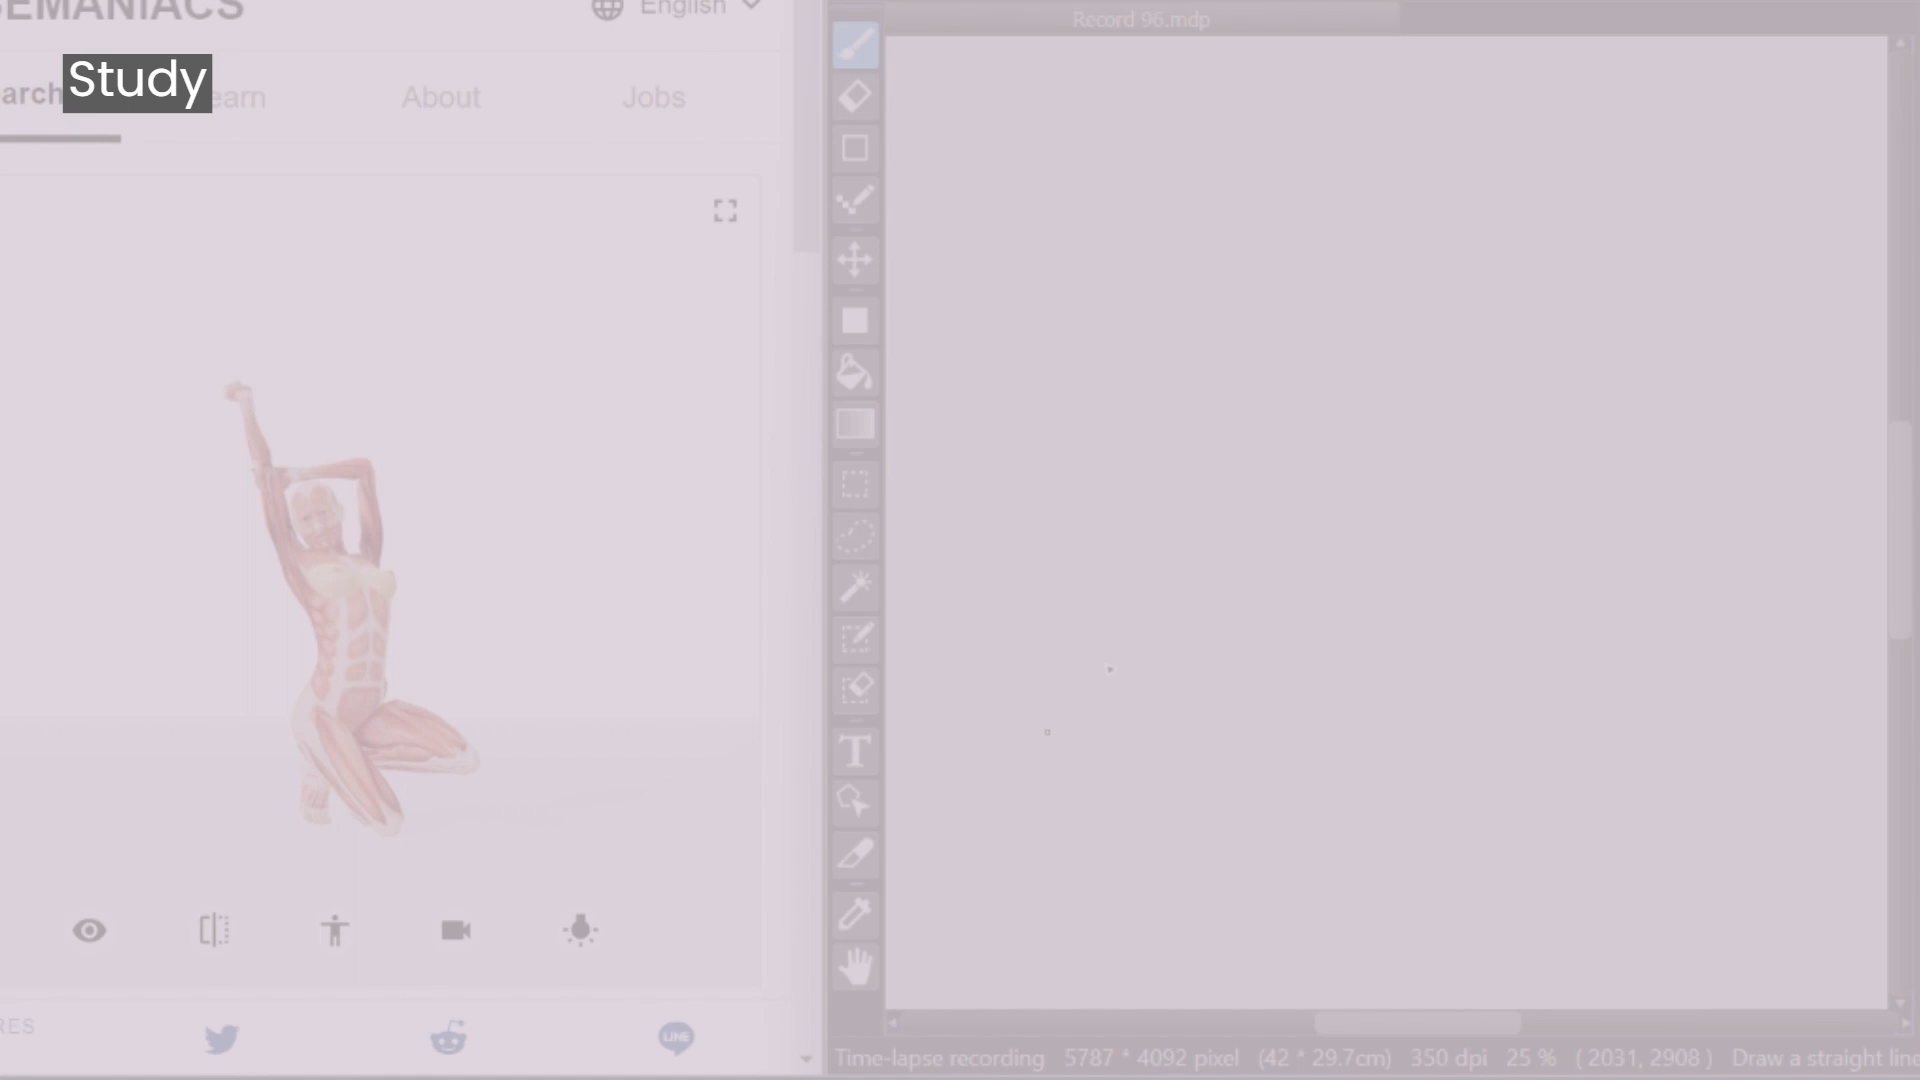 EMANIACS
English
Record 96.mdp
Study
arch
earn
About
Jobs
T
RES
LINE
Time-lapse recording 5787 * 4092 pixel (42 * 29.7cm) 350 dpi 25 % ( 2031, 2908 ) Draw a straight line